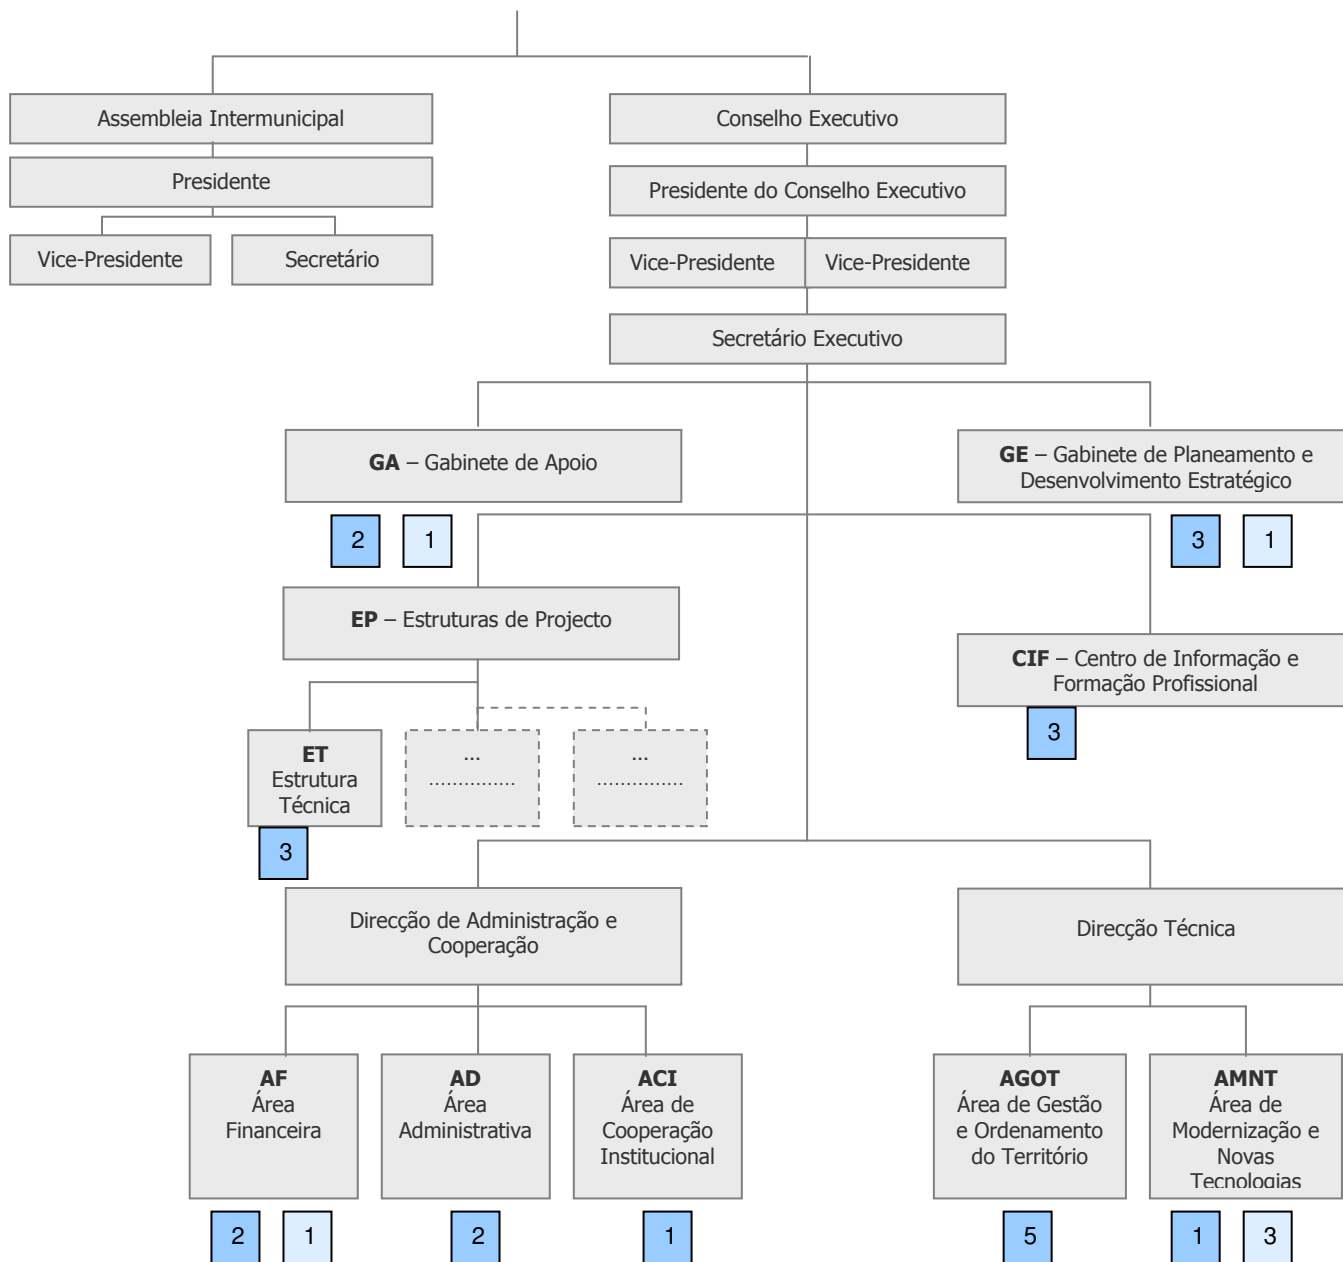 Assembleia Intermunicipal
Conselho Executivo
Presidente
Presidente do Conselho Executivo
Vice-Presidente
Secretário
Vice-Presidente
Vice-Presidente
Secretário Executivo
GA – Gabinete de Apoio
GE – Gabinete de Planeamento e
Desenvolvimento Estratégico
2
1
3
1
EP – Estruturas de Projecto
CIF – Centro de Informação e
Formação Profissional
3
ET
Estrutura
Técnica
...
...............
...
...............
3
Direcção de Administração e
Cooperação
Direcção Técnica
AF
Área
Financeira
AD
Área
Administrativa
ACI
Área de
Cooperação
Institucional
AGOT
Área de Gestão
e Ordenamento
do Território
AMNT
Área de
Modernização e
Novas
Tecnologias
2
1
2
1
5
1
3